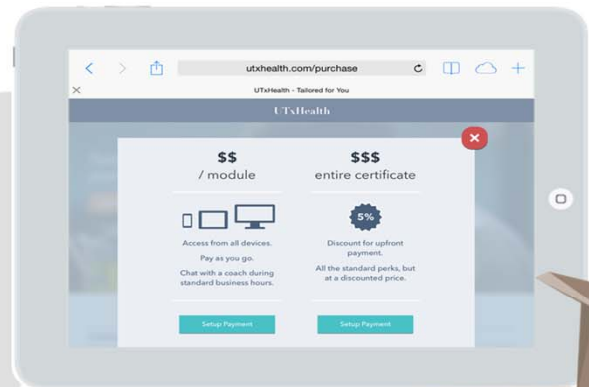 utxhealth.com/purchase
UTxHealth - Tailored for You
UTxHealth
$$
/ module
Access from all devices.
Pay as you go.
Chat with a coach during
standard business hours.
Setup Payment
$$$
entire certificate
5%
Discount for upfront
payment.
All the standard perks, but
at a discounted price.
Setup Payment